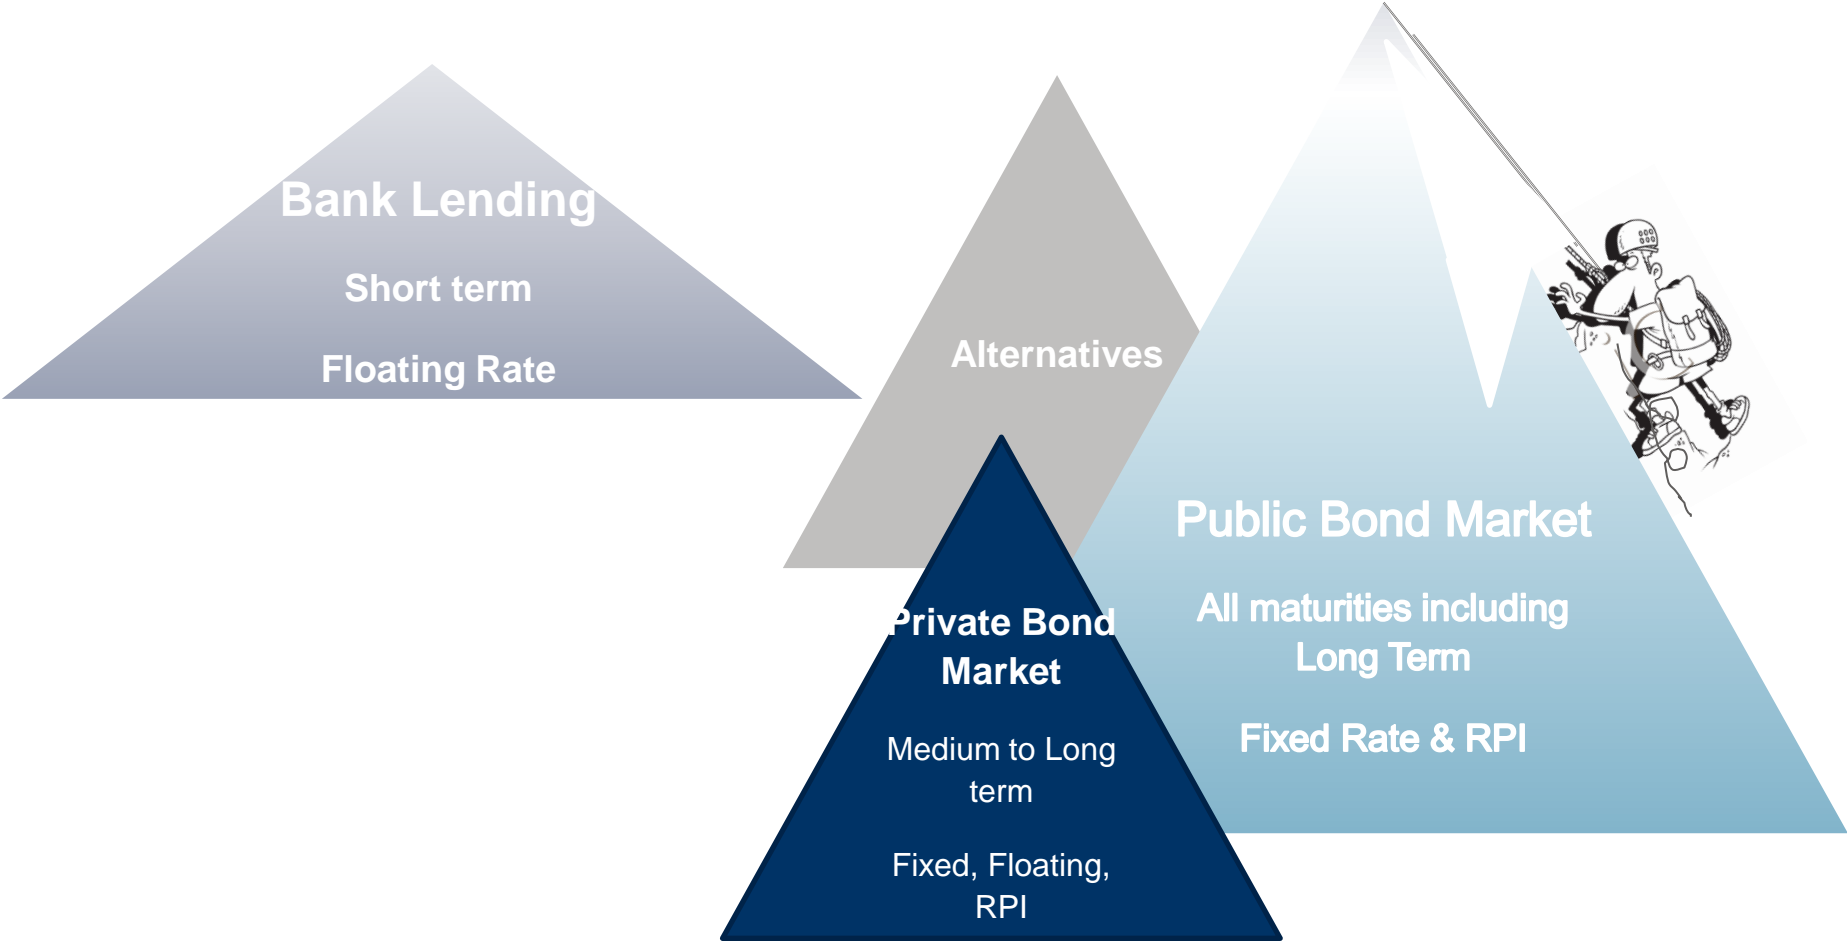 Bank Lending
Short term
Floating Rate
Alternatives
Private Bond
Market
Medium to Long
term
Fixed, Floating,
RPI
Public Bond Market
All maturities including
Long Term
Fixed Rate & RPI